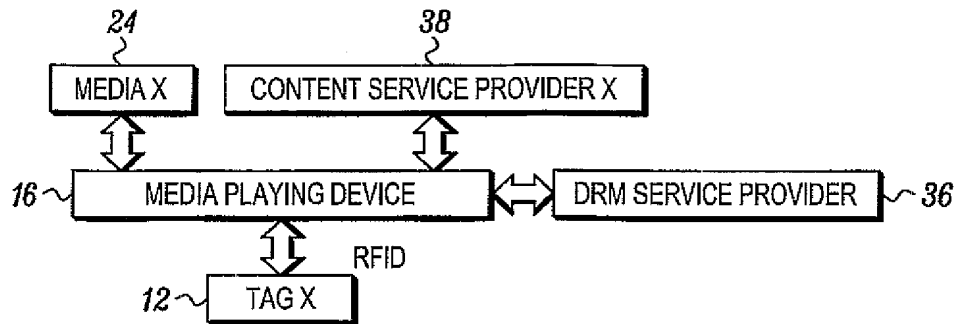 24
38
MEDIA X
CONTENT SERVICE PROVIDER X
16
MEDIA PLAYING DEVICE
DRM SERVICE PROVIDER
36
RFID
12
TAG X